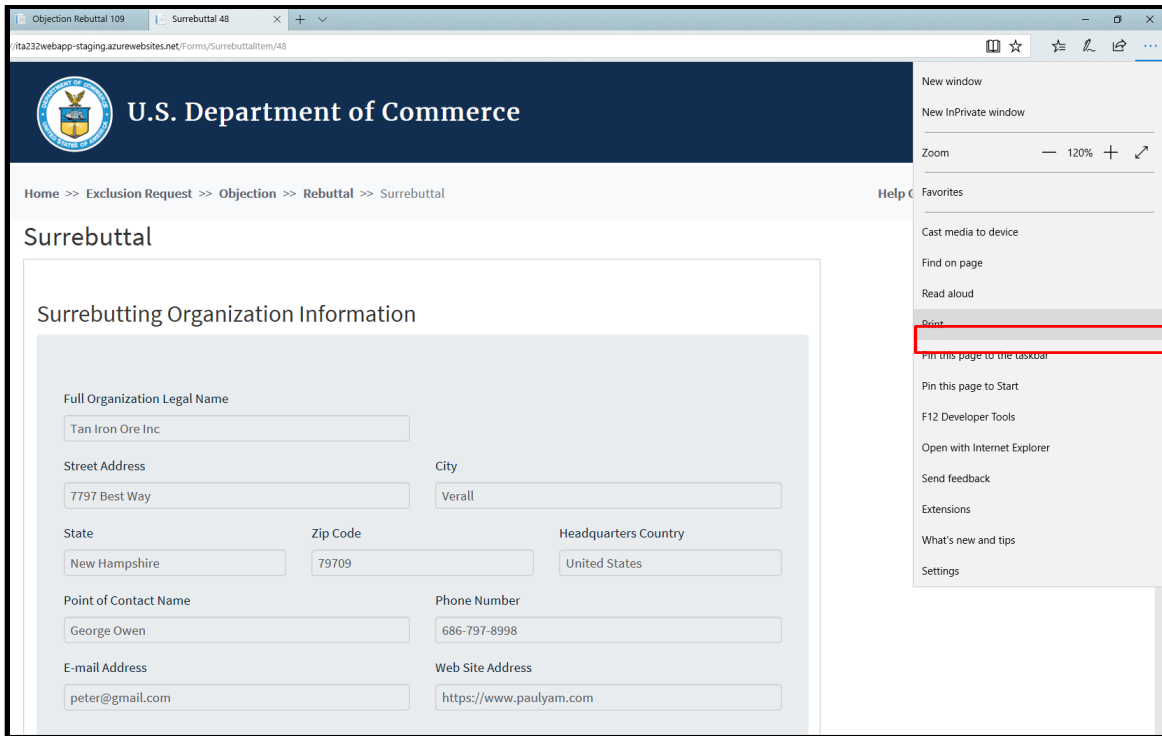 Objection Rebuttal 109
Surrebuttal 48
//ita232webapp-staging.azurewebsites.net/Forms/SurrebuttalItem/48
U.S. Department of Commerce
Home >> Exclusion Request >> Objection >> Rebuttal >> Surrebuttal
Help
Surrebuttal
Surrebutting Organization Information
Full Organization Legal Name
Tan Iron Ore Inc
Street Address City
7797 Best Way Verall
State Zip Code Headquarters Country
New Hampshire 79709 United States
Point of Contact Name Phone Number
George Owen 686-797-8998
E-mail Address Web Site Address
peter@gmail.com https://www.paulyam.com
New window
New InPrivate window
Zoom 120%
Favorites
Cast media to device
Find on page
Read aloud
Print
Pin this page to the taskbar
Pin this page to Start
F12 Developer Tools
Open with Internet Explorer
Send feedback
Extensions
What's new and tips
Settings